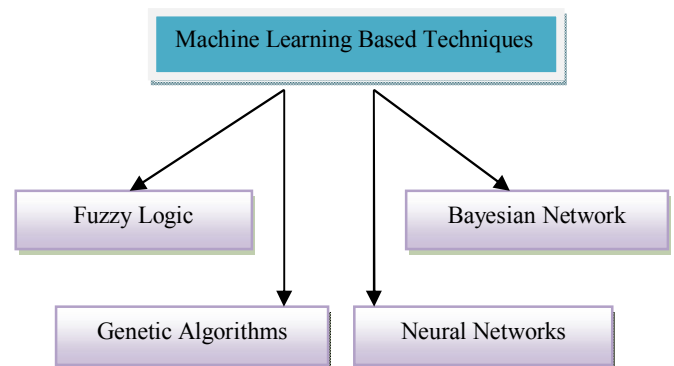 Machine Learning Based Techniques
Fuzzy Logic
Bayesian Network
Genetic Algorithms
Neural Networks